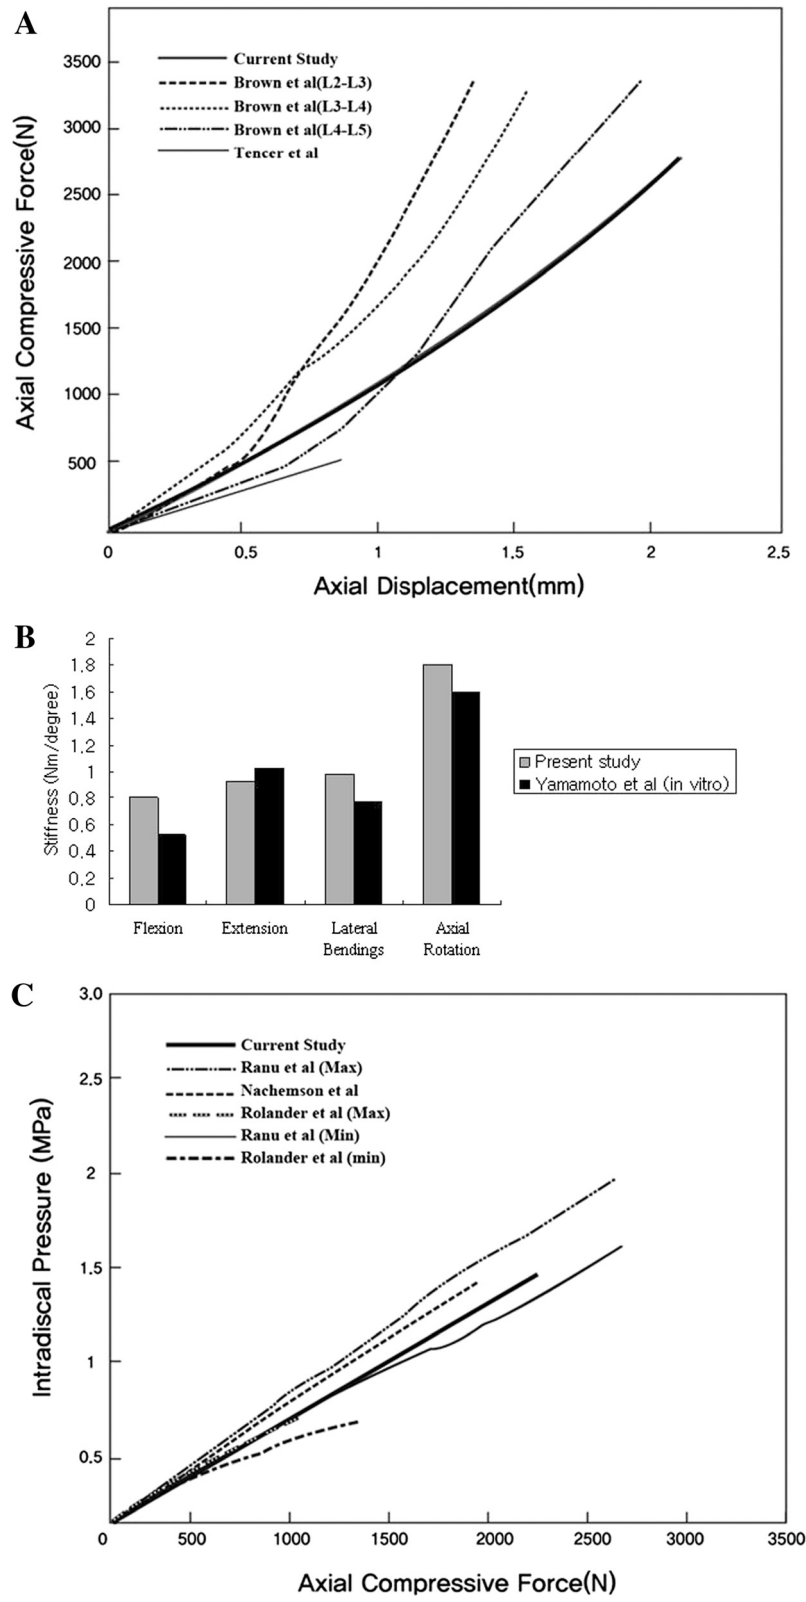 A
3500
3000
2500
2000
1500
1000
500
Axial Compressive Force(N)
Current Study
Brown et al(L2-L3)
Brown et al(L3-L4)
Brown et al(L4-L5)
Tencer et al
0
0.5
1
1.5
2
2.5
Axial Displacement(mm)
B
2
1.8
1.6
1.4
1.2
1
0.8
0.6
0.4
0.2
0
Stiffness (Nm/degree)
Present study
Yamamoto et al (in vitro)
Flexion
Extension
Lateral
Bendings
Axial
Rotation
C
3.0
2.5
2
1.5
1
0.5
Intradiscal Pressure (MPa)
Current Study
Ranu et al (Max)
Nachemson et al
Rolander et al (Max)
Ranu et al (Min)
Rolander et al (min)
0
500
1000
1500
2000
2500
3000
3500
Axial Compressive Force(N)